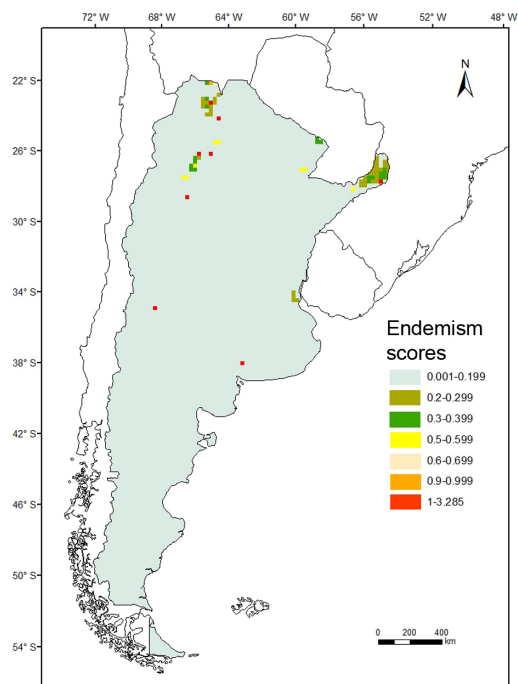 72° W 68° W 64° W 60° W 56° W 52° W 48° W
22° S
N
26° S
30° S
34° S
Endemism
scores
38° S
0.001-0.199
0.2-0.299
0.3-0.399
42° S
0.5-0.599
0.6-0.699
46° S
0.9-0.999
1-3.285
50° S
54° S
0 200 400
km